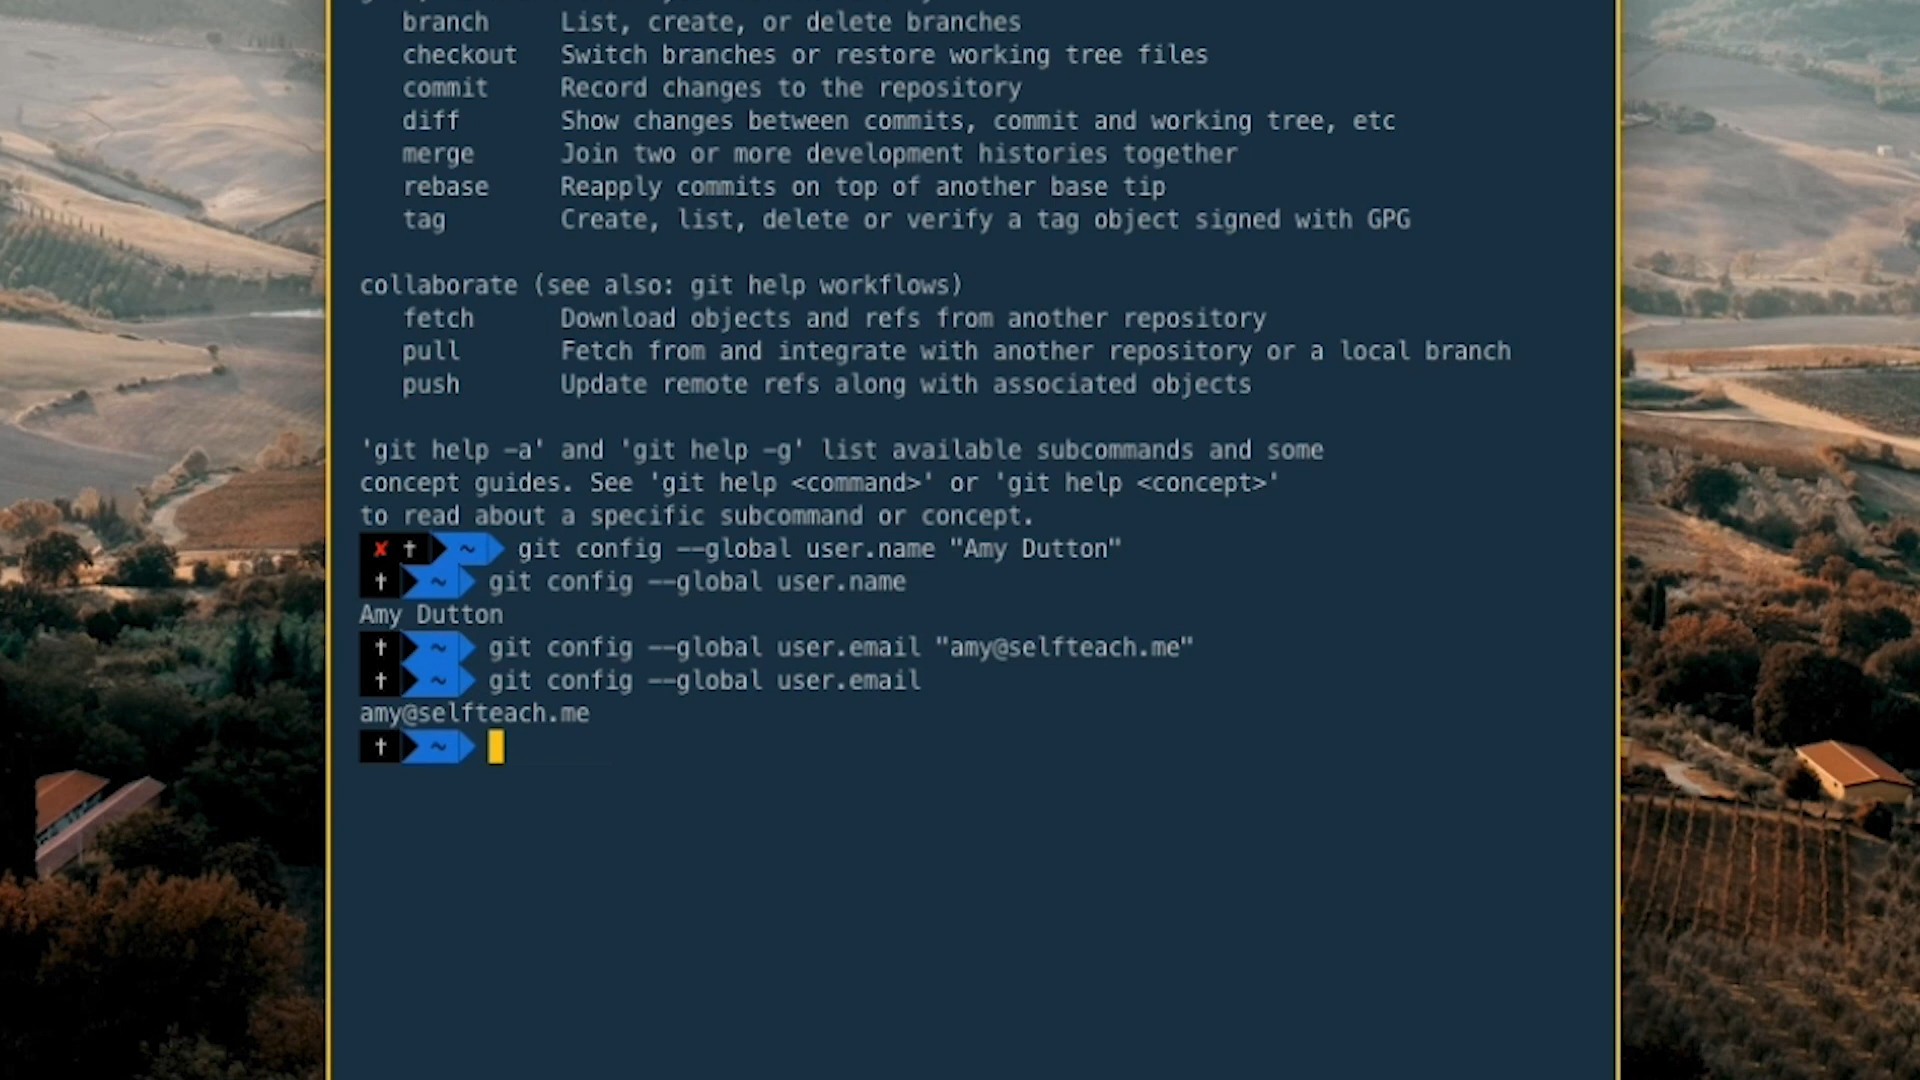 branch List, create, or delete branches
checkout Switch branches or restore working tree files
commit Record changes to the repository
diff Show changes between commits, commit and working tree, etc
merge Join two or more development histories together
rebase Reapply commits on top of another base tip
tag Create, list, delete or verify a tag object signed with GPG
collaborate (see also: git help workflows)
fetch Download objects and refs from another repository
pull Fetch from and integrate with another repository or a local branch
push Update remote refs along with associated objects
'git help -a' and 'git help -g' list available subcommands and some
concept guides. See 'git help <command>' or 'git help <concept>'
to read about a specific subcommand or concept.
✘ † ~ git config --global user.name "Amy Dutton"
† ~ git config --global user.name
Amy Dutton
† ~ git config --global user.email "amy@selfteach.me"
† ~ git config --global user.email
amy@selfteach.me
† ~